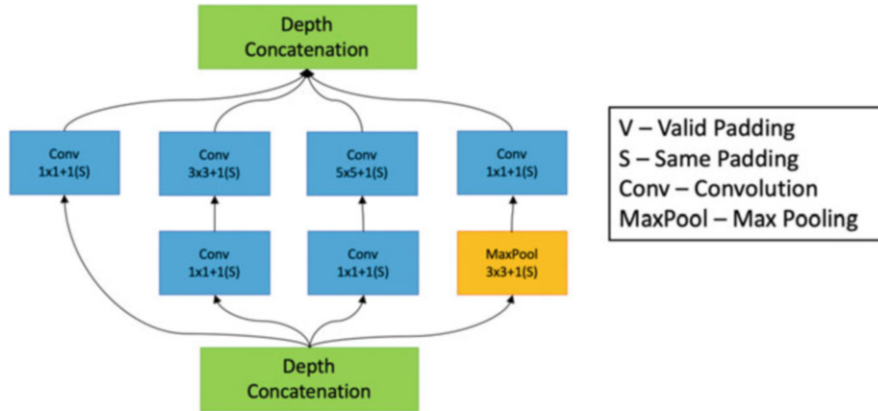 Depth
Concatenation
Conv
1x1+1(S)
Conv
3x3+1(S)
Conv
5x5+1(S)
Conv
1x1+1(S)
Conv
1x1+1(S)
Conv
1x1+1(S)
MaxPool
3x3+1(S)
Depth
Concatenation
V – Valid Padding
S – Same Padding
Conv – Convolution
MaxPool – Max Pooling